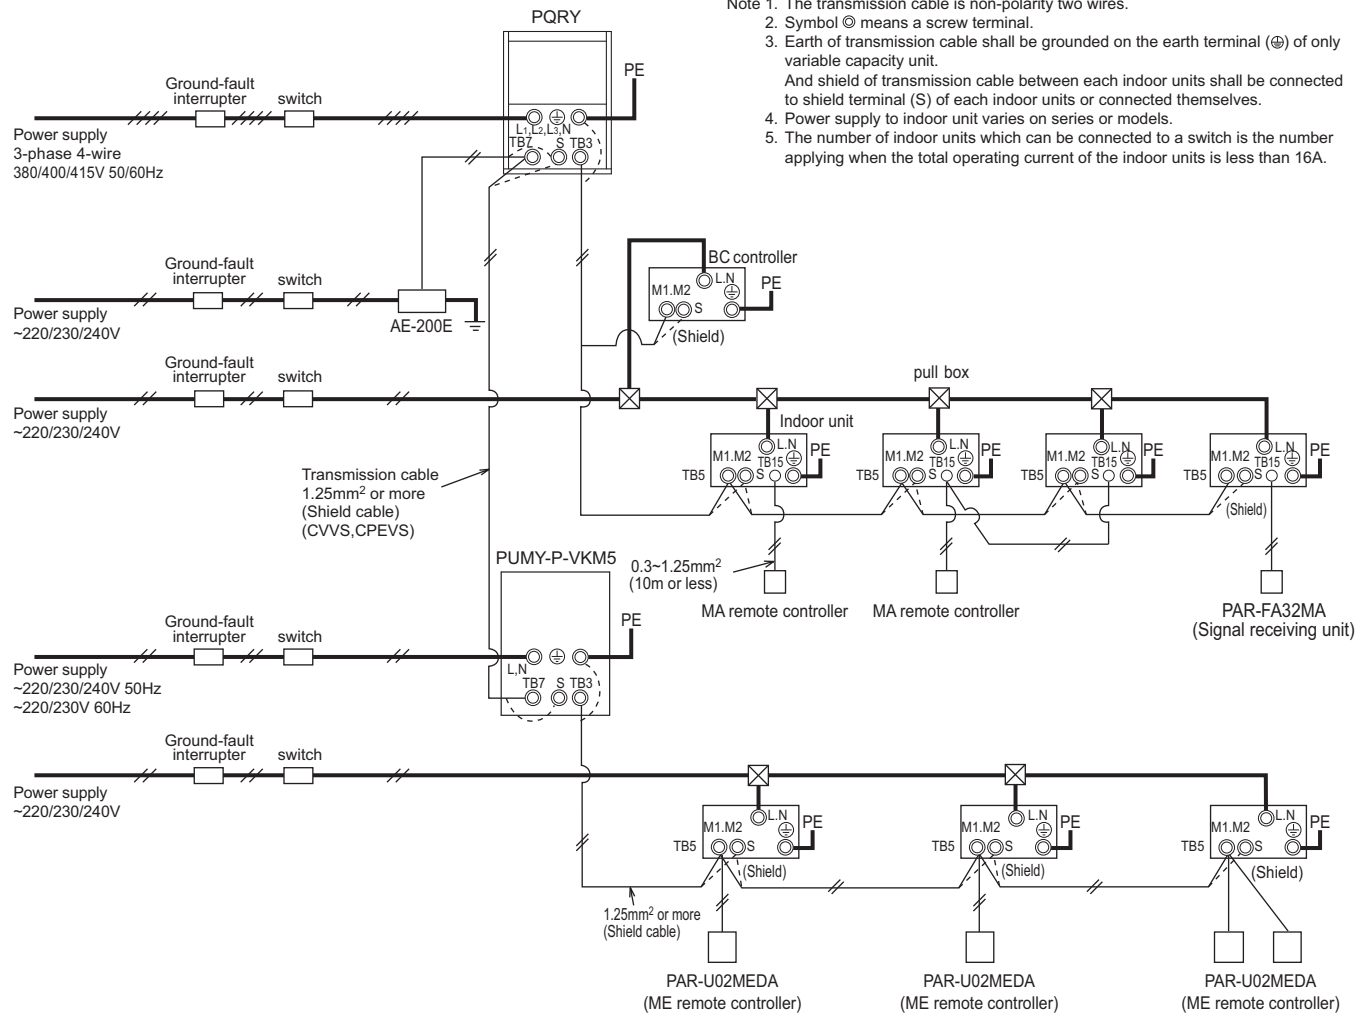 PQRY
Note 1. The transmission cable is non-polarity two wires.
2. Symbol ◎ means a screw terminal.
3. Earth of transmission cable shall be grounded on the earth terminal (⏚) of only
variable capacity unit.
And shield of transmission cable between each indoor units shall be connected
to shield terminal (S) of each indoor units or connected themselves.
4. Power supply to indoor unit varies on series or models.
5. The number of indoor units which can be connected to a switch is the number
applying when the total operating current of the indoor units is less than 16A.
PE
Ground-fault
interrupter
switch
L1,L2,L3,N
TB7 S TB3
Power supply
3-phase 4-wire
380/400/415V 50/60Hz
Ground-fault
interrupter
switch
AE-200E
Power supply
~220/230/240V
BC controller
L.N
PE
M1.M2
S
(Shield)
Ground-fault
interrupter
switch
Power supply
~220/230/240V
pull box
Indoor unit
L.N
PE
M1.M2
TB15
TB5
S
L.N
PE
M1.M2
TB15
TB5
S
L.N
PE
M1.M2
TB15
TB5
S
L.N
PE
M1.M2
TB15
TB5
S
(Shield)
Transmission cable
1.25mm² or more
(Shield cable)
(CVVS,CPEVS)
0.3~1.25mm²
(10m or less)
MA remote controller
MA remote controller
PAR-FA32MA
(Signal receiving unit)
PUMY-P-VKM5
PE
Ground-fault
interrupter
switch
L,N
TB7 S TB3
Power supply
~220/230/240V 50Hz
~220/230V 60Hz
Ground-fault
interrupter
switch
Power supply
~220/230/240V
L.N
PE
M1.M2
TB5
S
(Shield)
L.N
PE
M1.M2
TB5
S
(Shield)
L.N
PE
M1.M2
TB5
S
(Shield)
1.25mm² or more
(Shield cable)
PAR-U02MEDA
(ME remote controller)
PAR-U02MEDA
(ME remote controller)
PAR-U02MEDA
(ME remote controller)